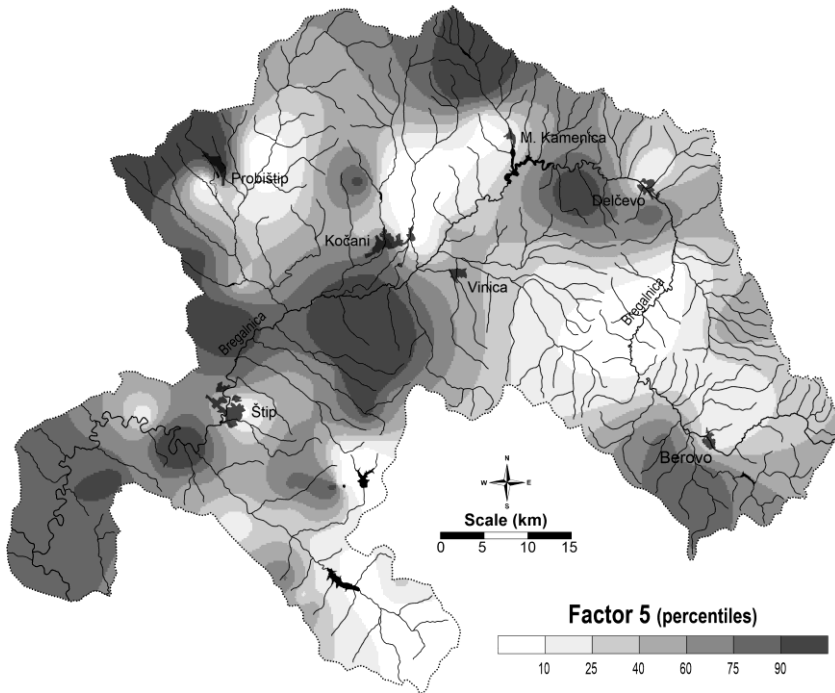 M. Kamenica
Probištip
Delčevo
Kočani
Vinica
Bregalnica
Bregalnica
Štip
Berovo
N
W E
S
Scale (km)
0 5 10 15
Factor 5 (percentiles)
10 25 40 60 75 90